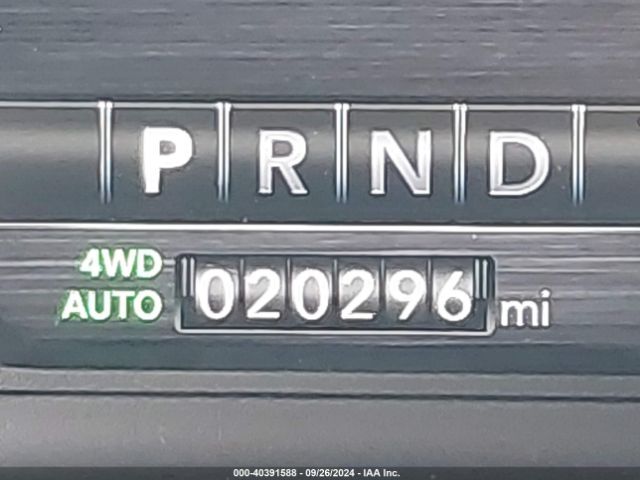 P R N D
4WD
AUTO 020296 mi
000-40391588 - 09/26/2024 - IAA Inc.